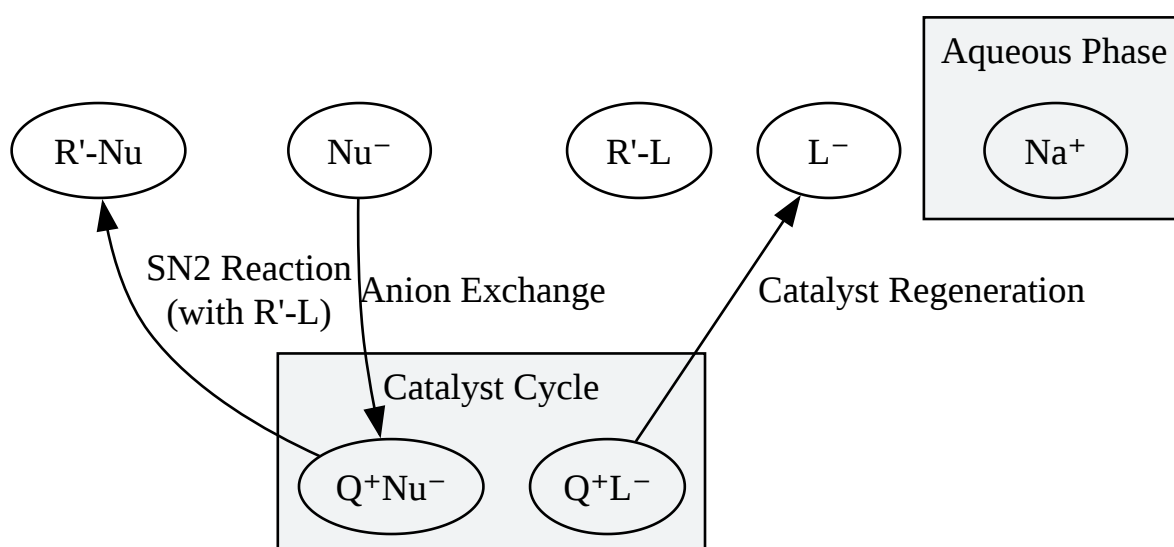 Aqueous Phase
R'-Nu
Nu⁻
R'-L
L⁻
Na⁺
SN2 Reaction
(with R'-L)
Anion Exchange
Catalyst Regeneration
Catalyst Cycle
Q⁺Nu⁻
Q⁺L⁻